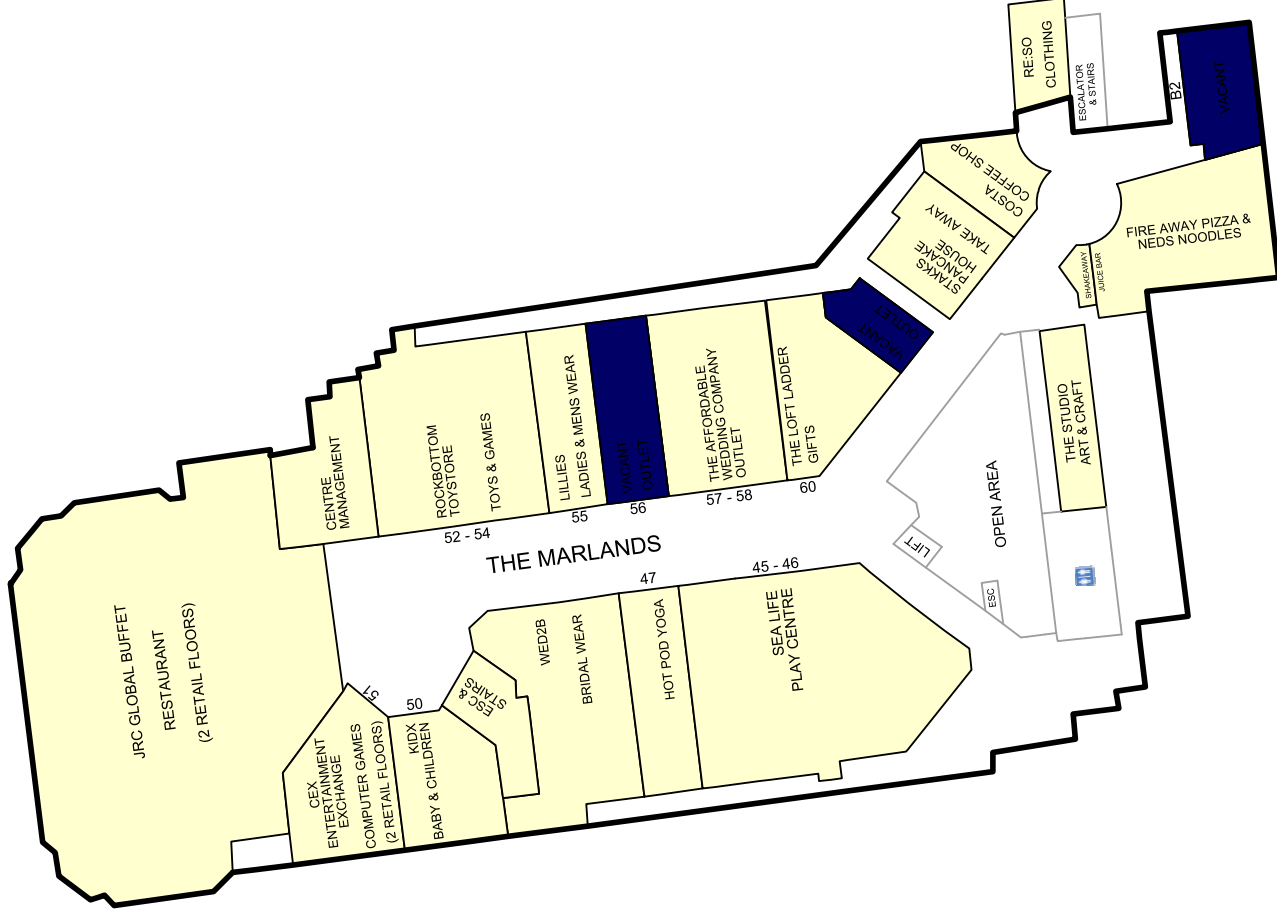 RE:SO
CLOTHING
ESCALATOR
& STAIRS
B2
VACANT
COSTA
COFFEE SHOP
STAKKS
PANCAKE
HOUSE
TAKE AWAY
FIRE AWAY PIZZA &
NEDS NOODLES
SHAKEAWAY
JUICE BAR
VACANT
OUTLET
CENTRE
MANAGEMENT
ROCKBOTTOM
TOYSTORE
TOYS & GAMES
52 - 54
LILLIES
LADIES & MENS WEAR
55
VACANT
OUTLET
56
THE AFFORDABLE
WEDDING COMPANY
OUTLET
57 - 58
THE LOFT LADDER
GIFTS
60
THE STUDIO
ART & CRAFT
OPEN AREA
LIFT
ESC
THE MARLANDS
JRC GLOBAL BUFFET
RESTAURANT
(2 RETAIL FLOORS)
51
CEX
ENTERTAINMENT
EXCHANGE
COMPUTER GAMES
(2 RETAIL FLOORS)
50
KIDX
BABY & CHILDREN
ESC &
STAIRS
WED2B
BRIDAL WEAR
47
HOT POD YOGA
45 - 46
SEA LIFE
PLAY CENTRE